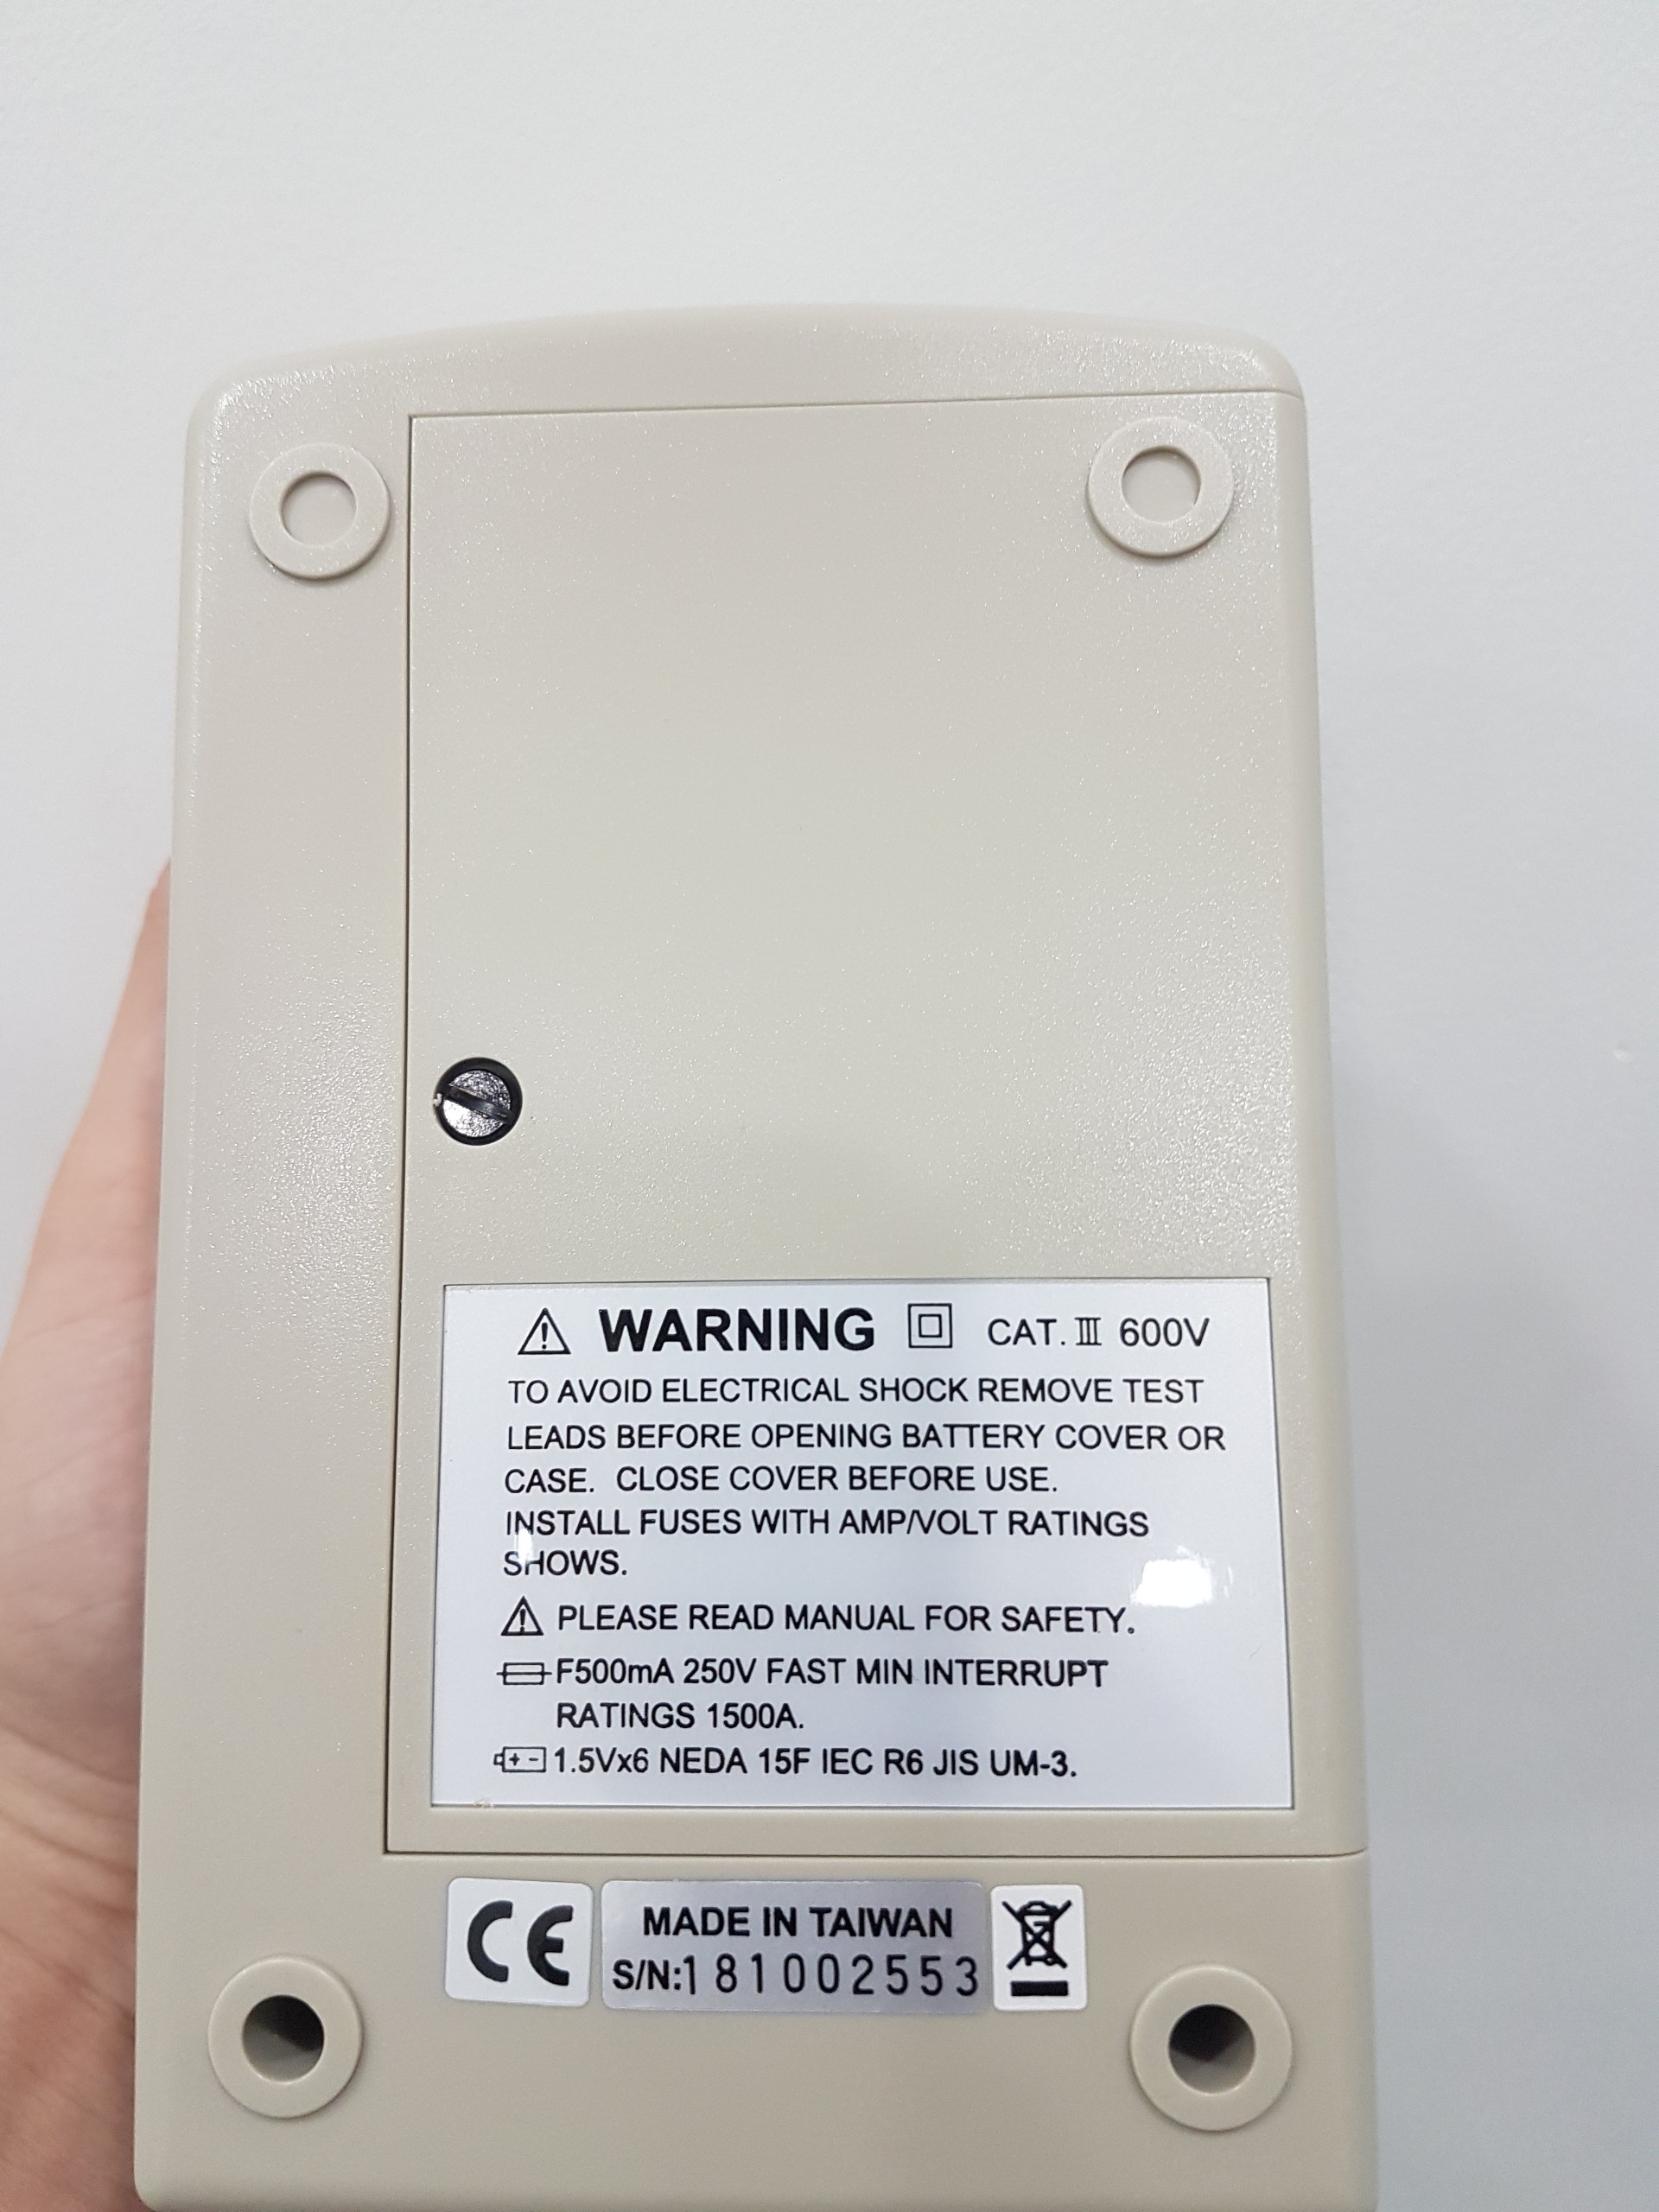 WARNING CAT. III 600V
TO AVOID ELECTRICAL SHOCK REMOVE TEST
LEADS BEFORE OPENING BATTERY COVER OR
CASE. CLOSE COVER BEFORE USE.
INSTALL FUSES WITH AMP/VOLT RATINGS
SHOWS.
PLEASE READ MANUAL FOR SAFETY.
F500mA 250V FAST MIN INTERRUPT
RATINGS 1500A.
1.5Vx6 NEDA 15F IEC R6 JIS UM-3.
CE
MADE IN TAIWAN
S/N:181002553